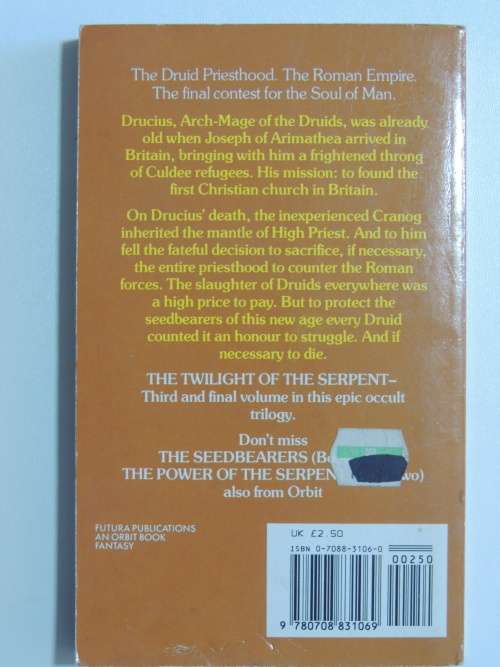 The Druid Priesthood. The Roman Empire.
The final contest for the Soul of Man.
Drucius, Arch-Mage of the Druids, was already
old when Joseph of Arimathea arrived in
Britain, bringing with him a frightened throng
of Culdee refugees. His mission: to found the
first Christian church in Britain.
On Drucius' death, the inexperienced Cranog
inherited the mantle of High Priest. And to him
fell the fateful decision to sacrifice, if necessary,
the entire priesthood to counter the Roman
forces. The slaughter of Druids everywhere was
a high price to pay. But to protect the
seedbearers of this new age every Druid
counted it an honour to struggle. And if
necessary to die.
THE TWILIGHT OF THE SERPENT–
Third and final volume in this epic occult
trilogy.
Don't miss
THE SEEDBEARERS
THE POWER OF THE
also from Orbit
FUTURA PUBLICATIONS
AN ORBIT BOOK
FANTASY
UK £2.50
ISBN 0-7088-3106-0
00250
9 780708 831069